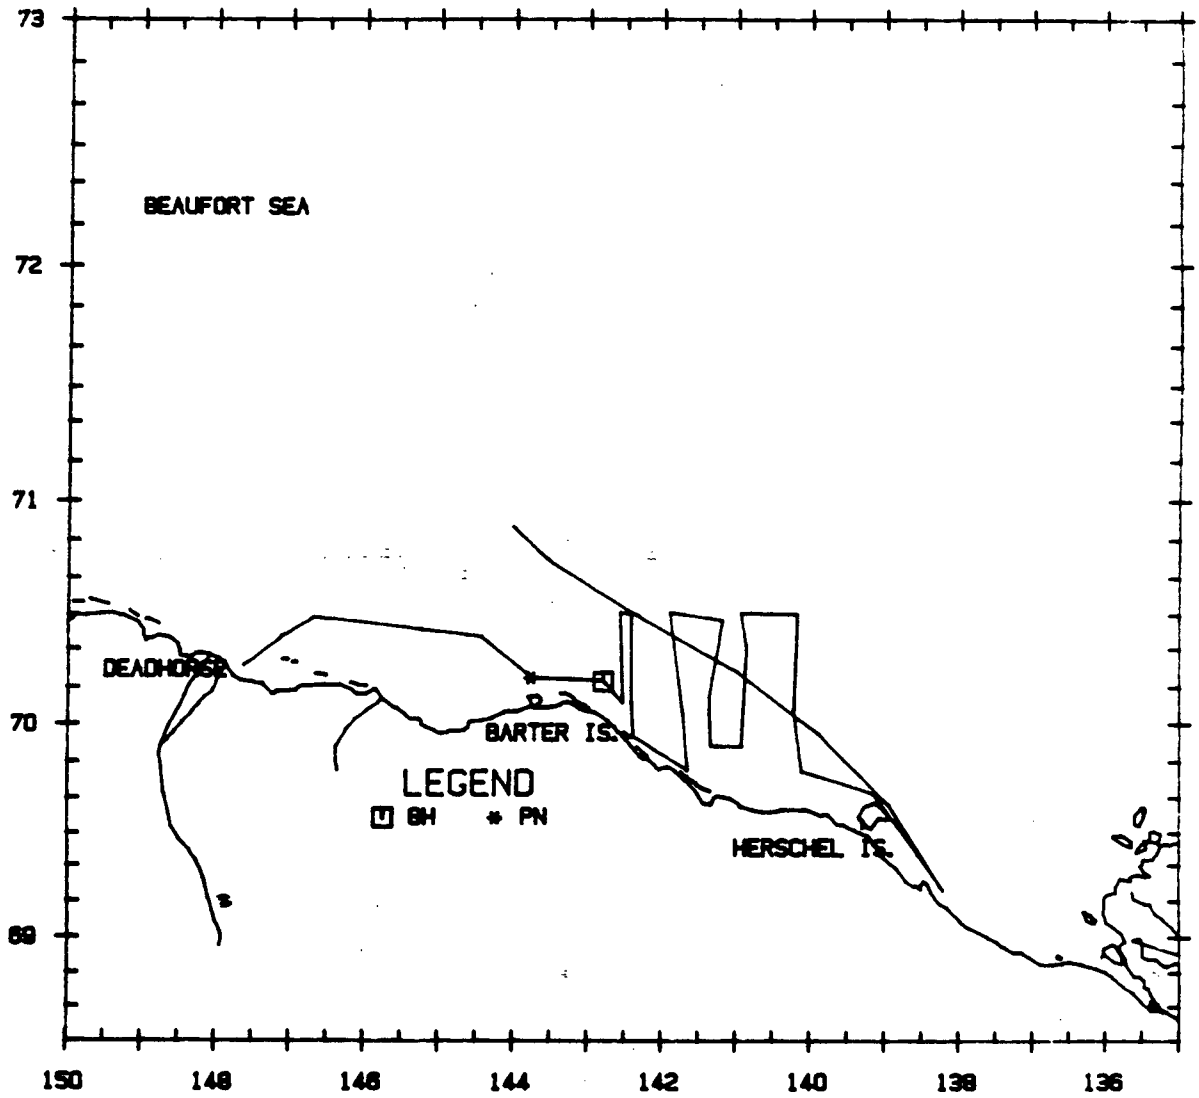 73
BEAUFORT SEA
72
71
DEADHORSE
70
BARTER IS.
LEGEND
BH * PN
HERSCHEL IS.
69
150 148 146 144 142 140 138 136